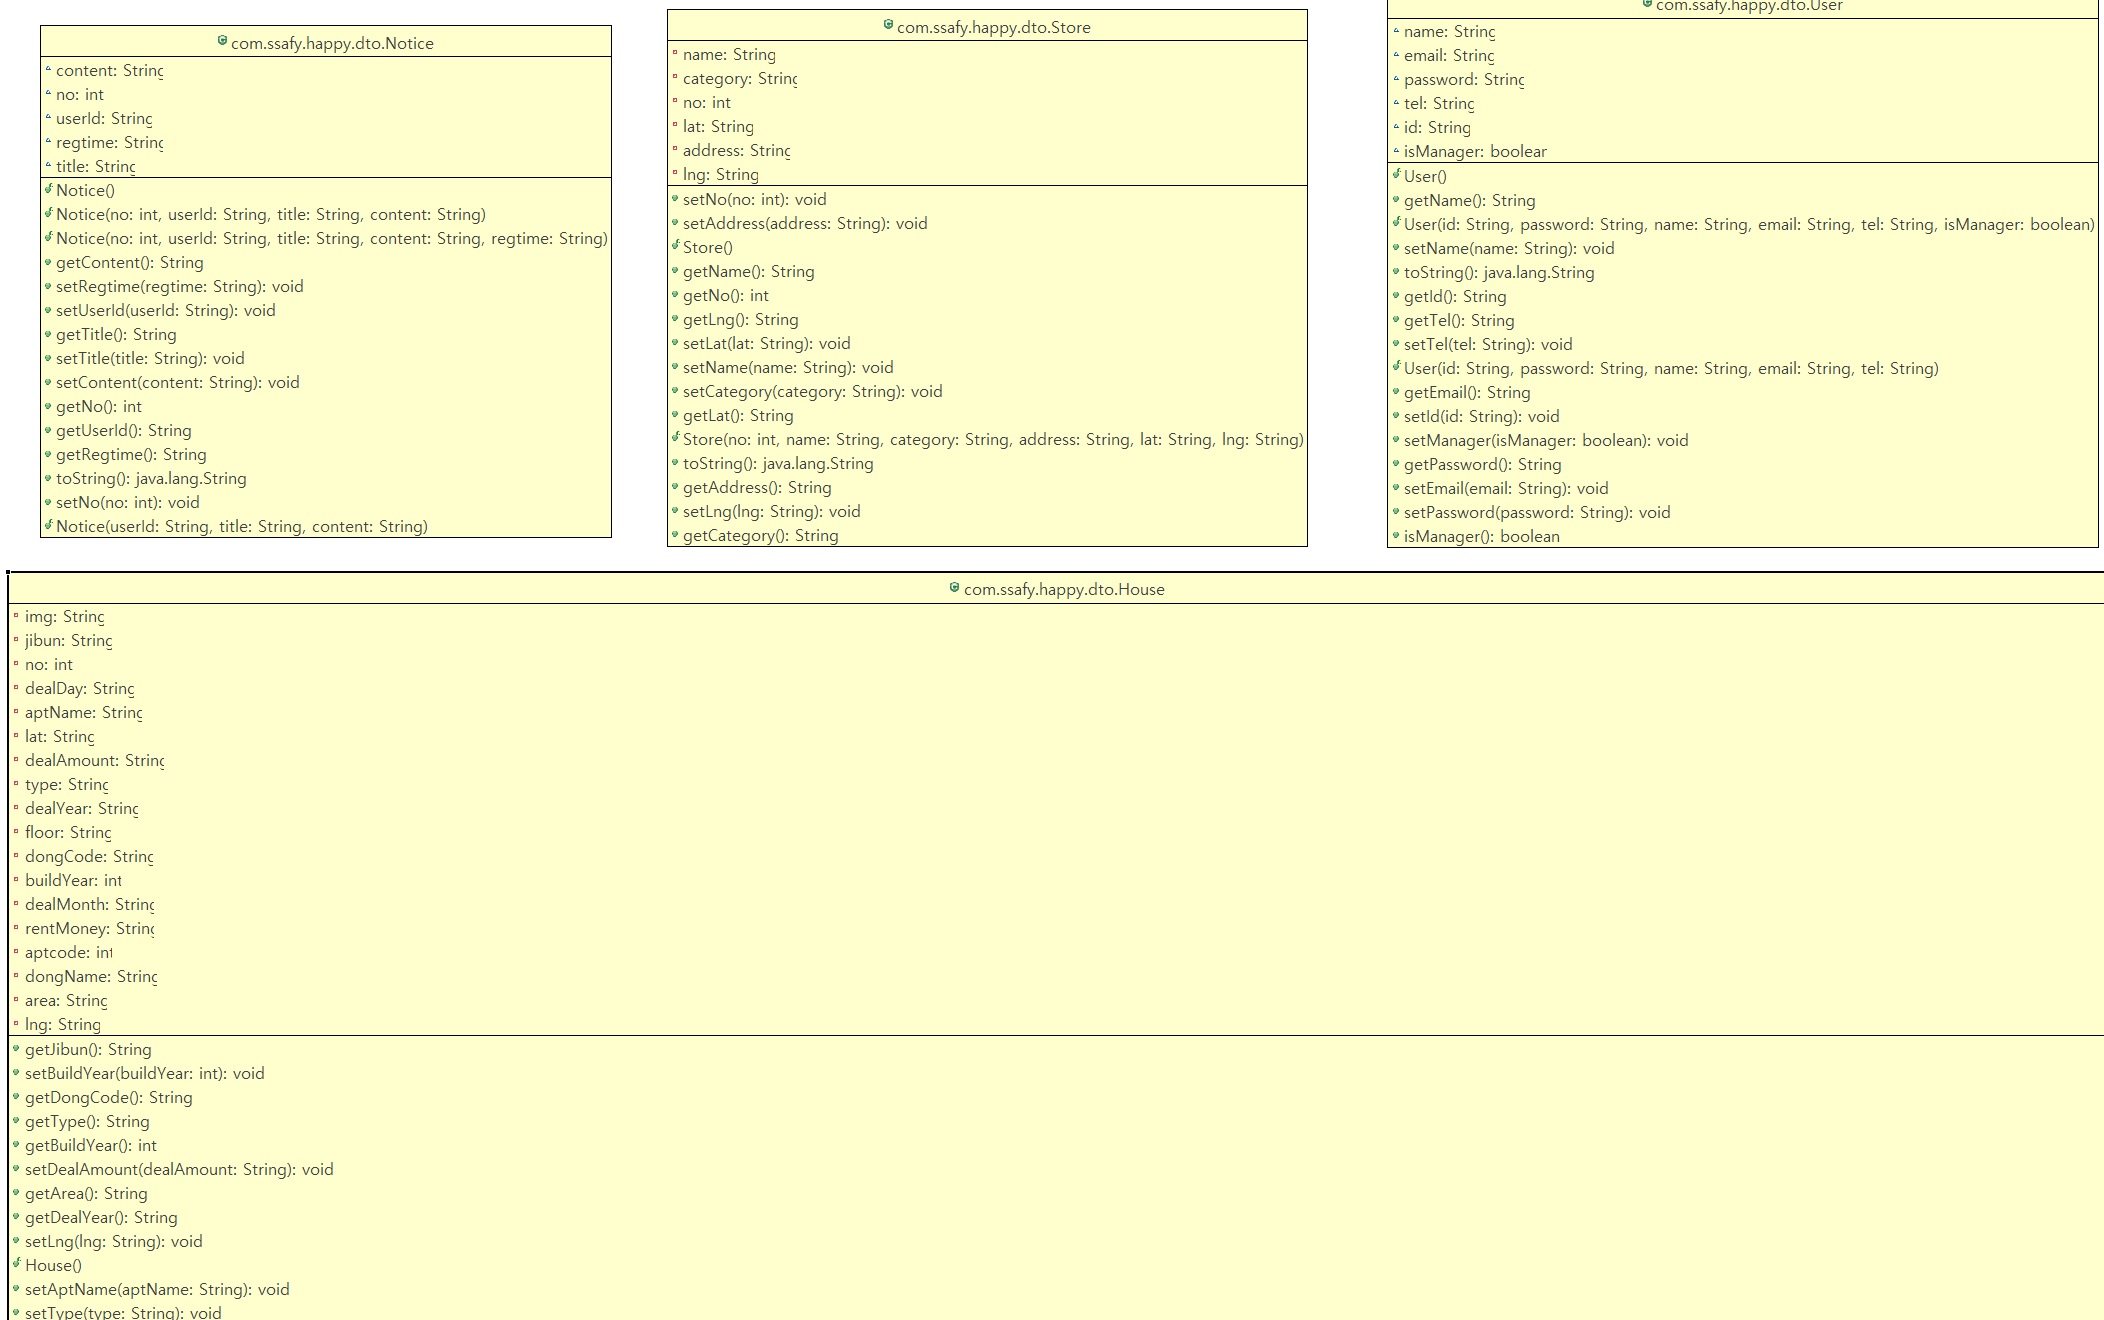 com.ssafy.happy.dto.Notice
content: String
no: int
userId: String
regtime: String
title: String
Notice()
Notice(no: int, userId: String, title: String, content: String)
Notice(no: int, userId: String, title: String, content: String, regtime: String)
getContent(): String
setRegtime(regtime: String): void
setUserId(userId: String): void
getTitle(): String
setTitle(title: String): void
setContent(content: String): void
getNo(): int
getUserId(): String
getRegtime(): String
toString(): java.lang.String
setNo(no: int): void
Notice(userId: String, title: String, content: String)
com.ssafy.happy.dto.Store
name: String
category: String
no: int
lat: String
address: String
lng: String
setNo(no: int): void
setAddress(address: String): void
Store()
getName(): String
getNo(): int
getLng(): String
setLat(lat: String): void
setName(name: String): void
setCategory(category: String): void
getLat(): String
Store(no: int, name: String, category: String, address: String, lat: String, lng: String)
toString(): java.lang.String
getAddress(): String
setLng(lng: String): void
getCategory(): String
com.ssafy.happy.dto.User
name: String
email: String
password: String
tel: String
id: String
isManager: boolean
User()
getName(): String
User(id: String, password: String, name: String, email: String, tel: String, isManager: boolean)
setName(name: String): void
toString(): java.lang.String
getId(): String
getTel(): String
setTel(tel: String): void
User(id: String, password: String, name: String, email: String, tel: String)
getEmail(): String
setId(id: String): void
setManager(isManager: boolean): void
getPassword(): String
setEmail(email: String): void
setPassword(password: String): void
isManager(): boolean
com.ssafy.happy.dto.House
img: String
jibun: String
no: int
dealDay: String
aptName: String
lat: String
dealAmount: String
type: String
dealYear: String
floor: String
dongCode: String
buildYear: int
dealMonth: String
rentMoney: String
aptcode: int
dongName: String
area: String
lng: String
getJibun(): String
setBuildYear(buildYear: int): void
getDongCode(): String
getType(): String
getBuildYear(): int
setDealAmount(dealAmount: String): void
getArea(): String
getDealYear(): String
setLng(lng: String): void
House()
setAptName(aptName: String): void
setType(type: String): void